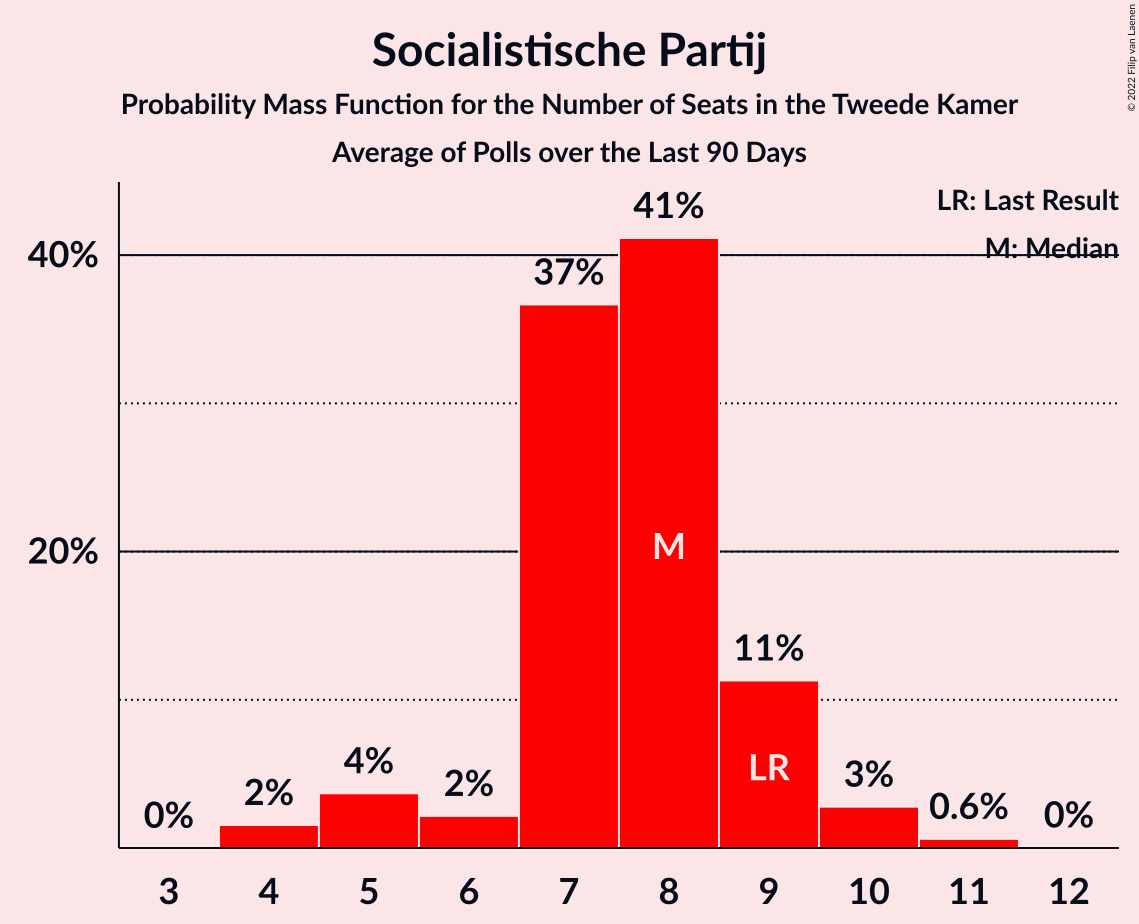 Socialistische Partij
Probability Mass Function for the Number of Seats in the Tweede Kamer
Average of Polls over the Last 90 Days
© 2022 Filip van Laenen
LR: Last Result
M: Median
40%
20%
0%
2%
4%
2%
37%
41%
11%
3%
0.6%
0%
M
LR
3 4 5 6 7 8 9 10 11 12